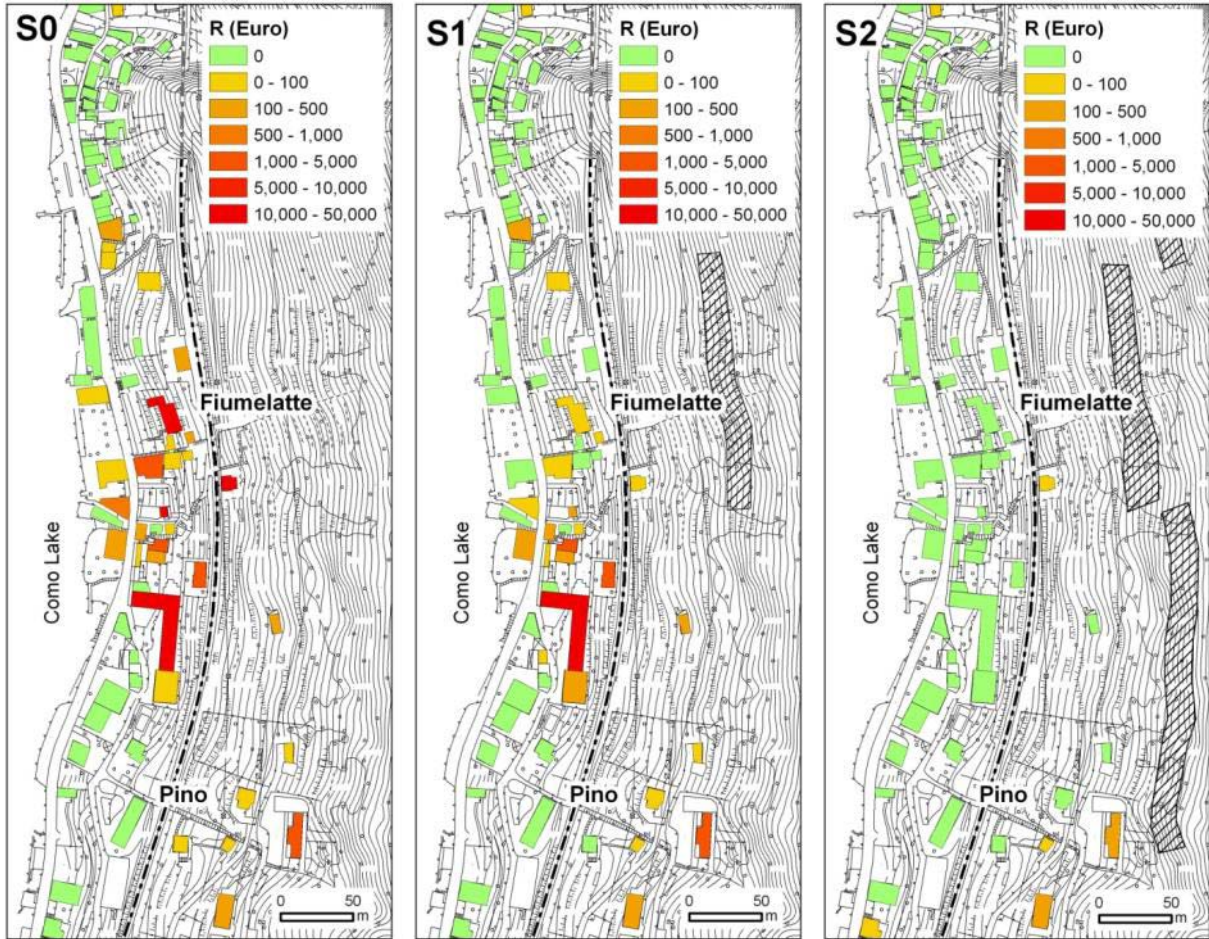 S0
R (Euro)
0
0 - 100
100 - 500
500 - 1,000
1,000 - 5,000
5,000 - 10,000
10,000 - 50,000
Fiumelatte
Como Lake
Pino
0 50
m
S1
R (Euro)
0
0 - 100
100 - 500
500 - 1,000
1,000 - 5,000
5,000 - 10,000
10,000 - 50,000
Fiumelatte
Como Lake
Pino
0 50
m
S2
R (Euro)
0
0 - 100
100 - 500
500 - 1,000
1,000 - 5,000
5,000 - 10,000
10,000 - 50,000
Fiumelatte
Como Lake
Pino
0 50
m